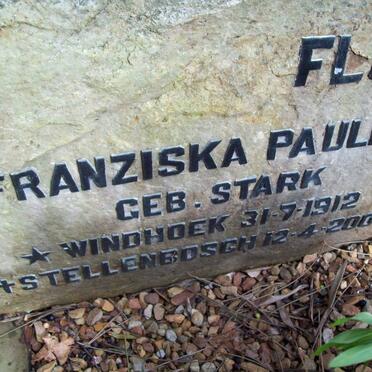 FL
FRANZISKA PAUL
GEB. STARK
★ WINDHOEK 31-7-1912
✝ STELLENBOSCH 12-4-200